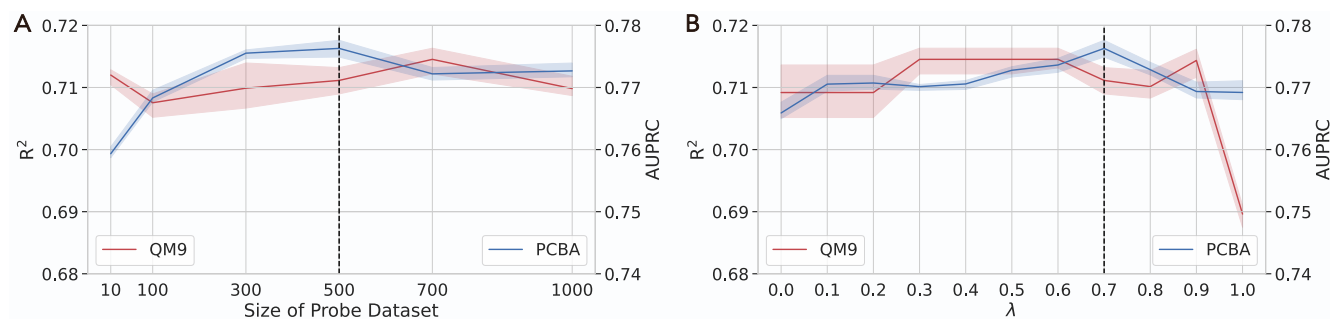 A
0.72
0.71
0.70
0.69
0.68
R²
0.78
0.77
0.76
0.75
0.74
AUPRC
QM9
PCBA
10 100 300 500 700 1000
Size of Probe Dataset
B
0.72
0.71
0.70
0.69
0.68
R²
0.78
0.77
0.76
0.75
0.74
AUPRC
QM9
PCBA
0.0 0.1 0.2 0.3 0.4 0.5 0.6 0.7 0.8 0.9 1.0
λ